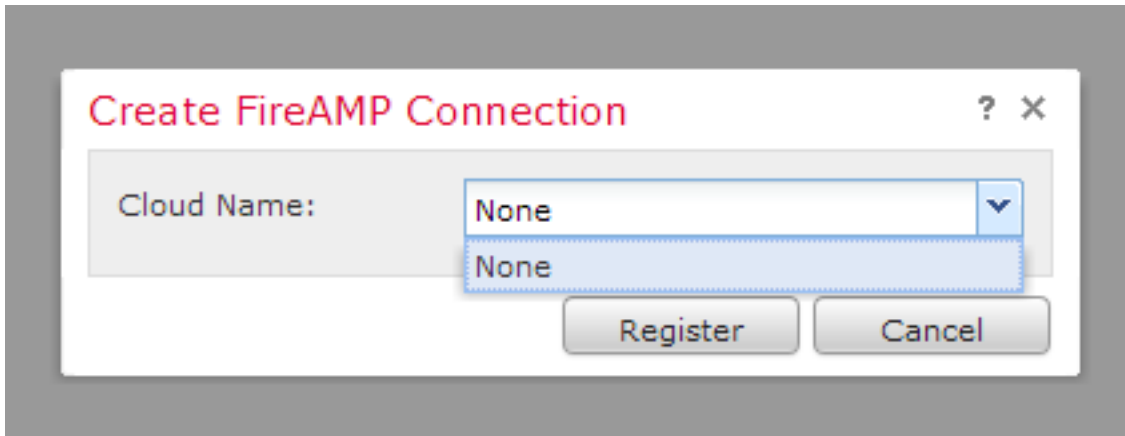 Create FireAMP Connection ? ×
Cloud Name: None
None
Register Cancel